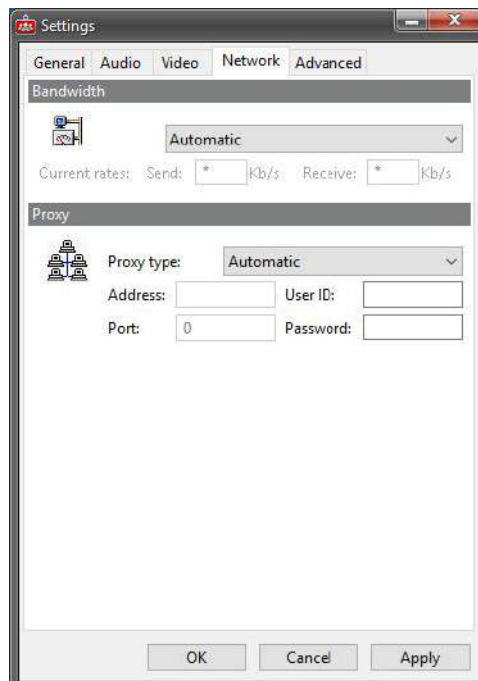 Settings
General Audio Video Network Advanced
Bandwidth
Automatic
Current rates: Send: * Kb/s Receive: * Kb/s
Proxy
Proxy type: Automatic
Address: User ID:
Port: 0 Password:
OK Cancel Apply